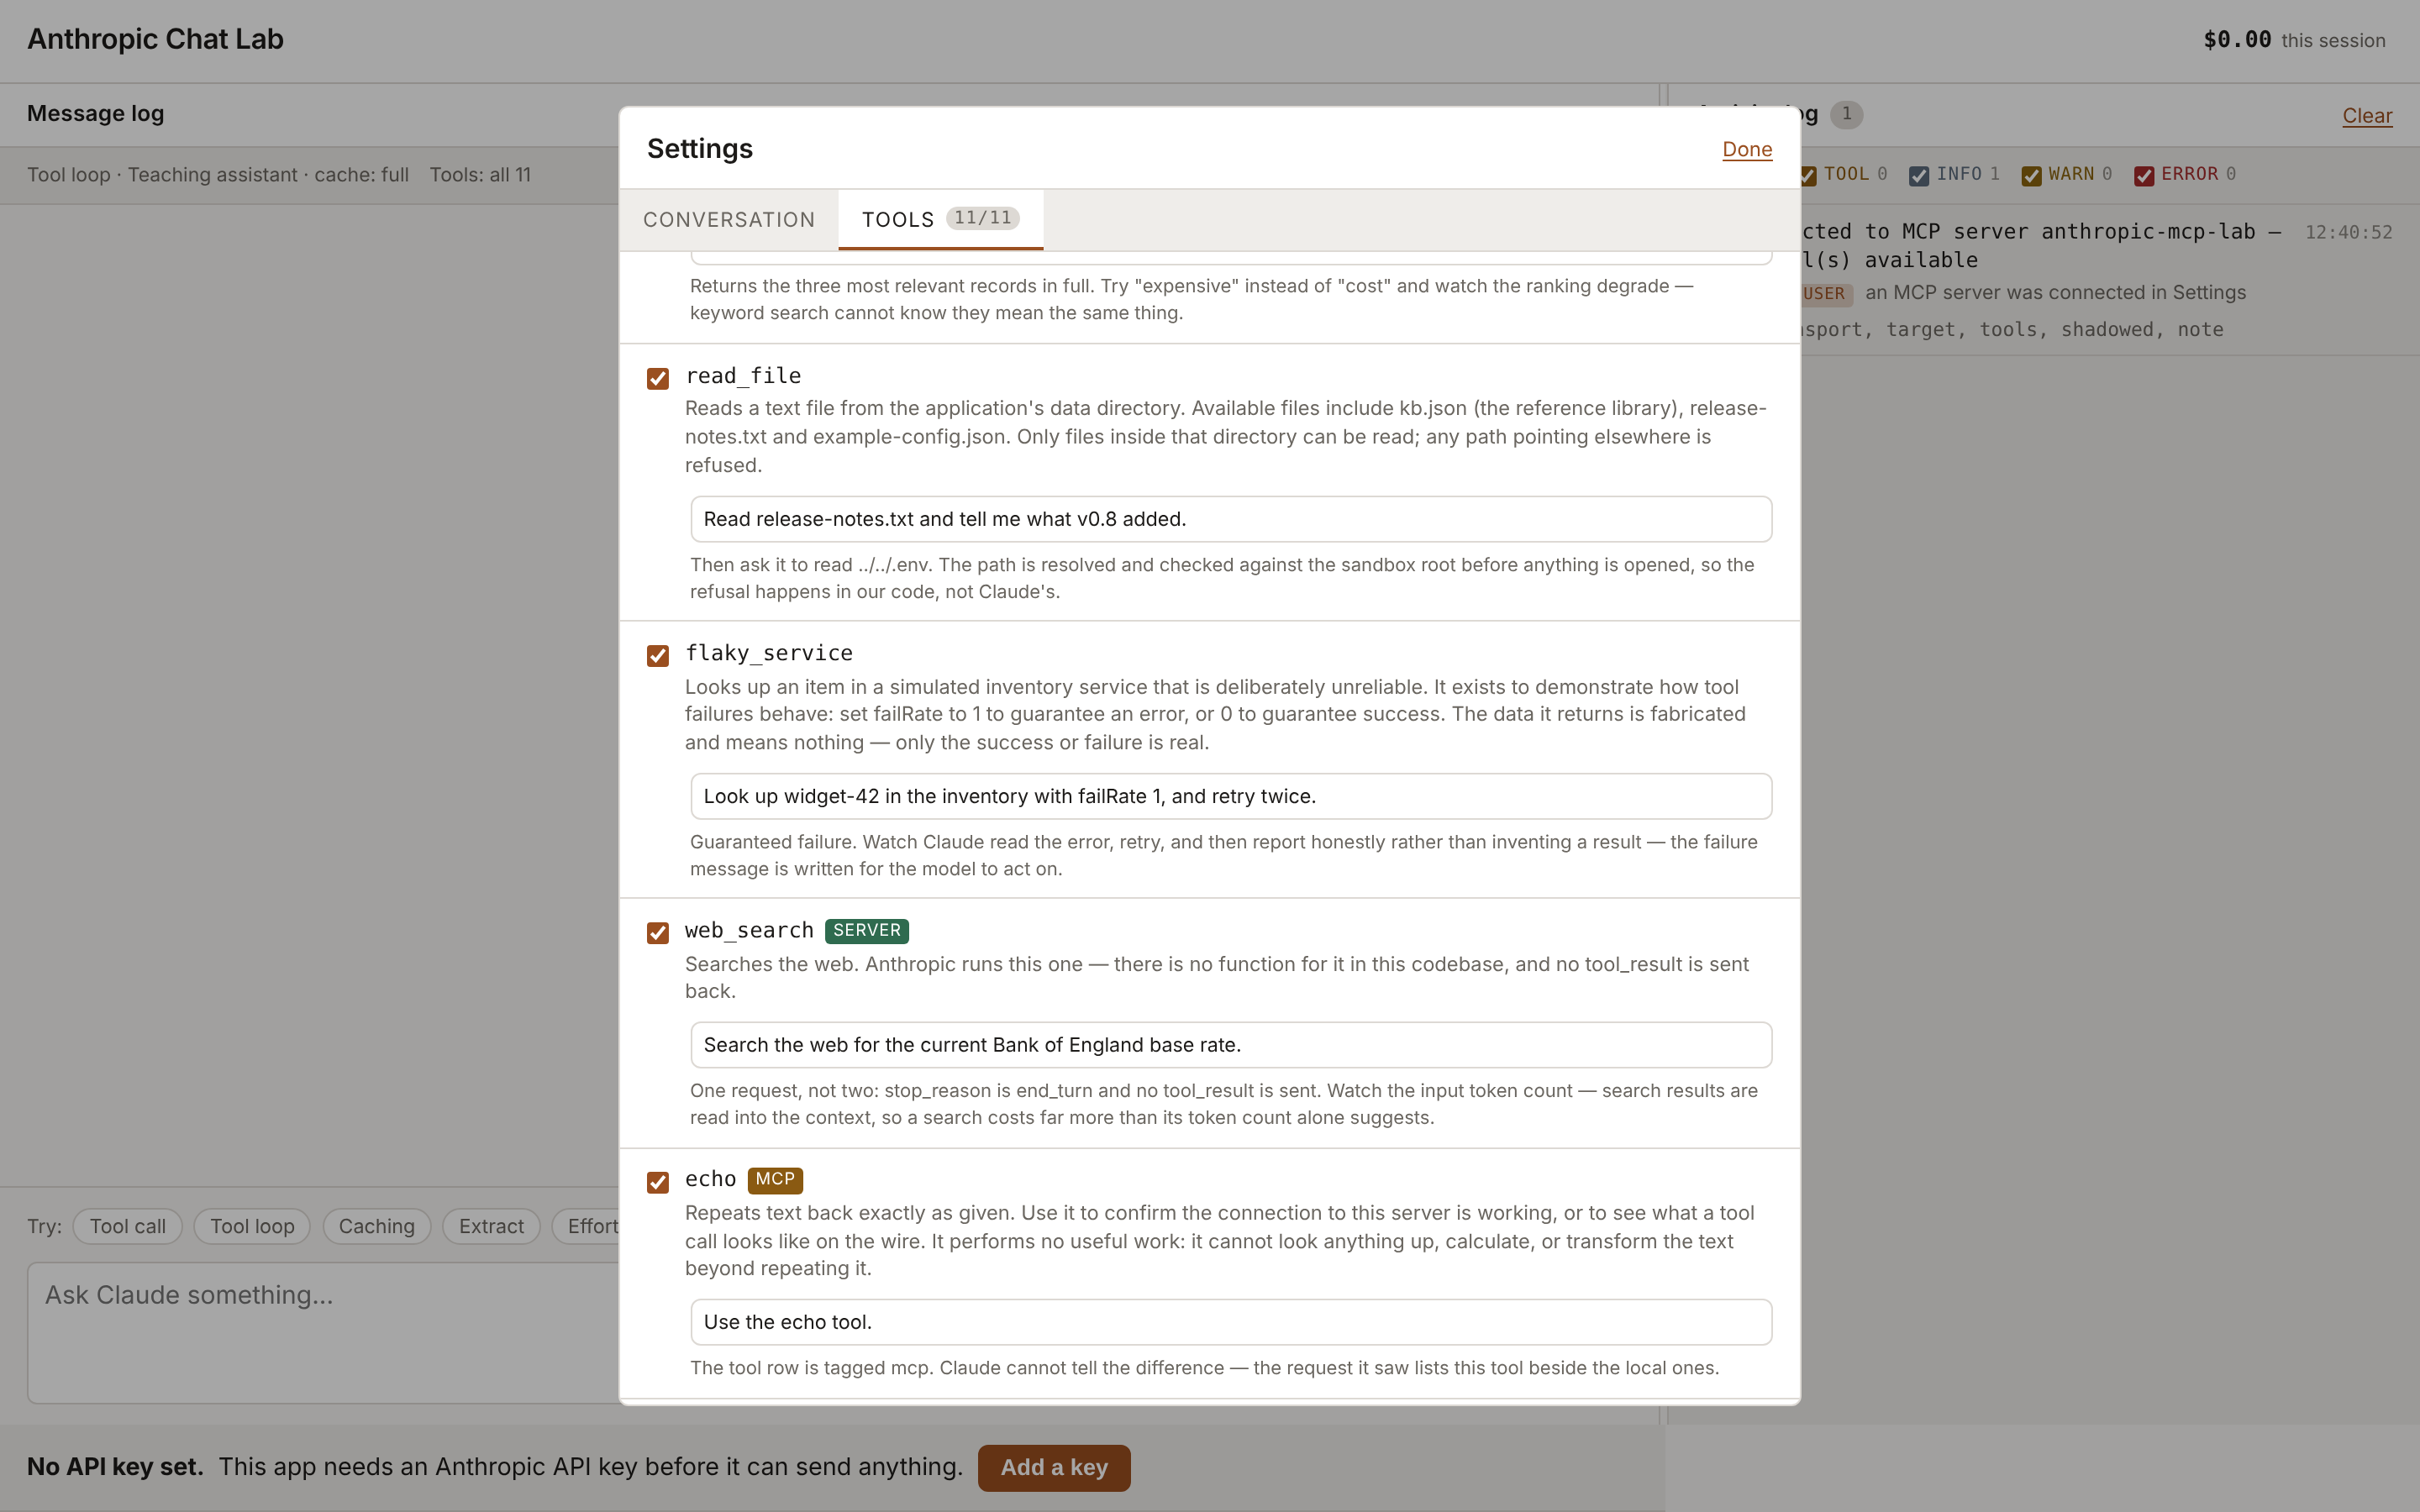 Anthropic Chat Lab
$0.00 this session
Message log
Tool loop · Teaching assistant · cache: full Tools: all 11
Settings
Done
CONVERSATION
TOOLS 11/11
Returns the three most relevant records in full. Try "expensive" instead of "cost" and watch the ranking degrade —
keyword search cannot know they mean the same thing.
read_file
Reads a text file from the application's data directory. Available files include kb.json (the reference library), release-
notes.txt and example-config.json. Only files inside that directory can be read; any path pointing elsewhere is
refused.
Read release-notes.txt and tell me what v0.8 added.
Then ask it to read ../../.env. The path is resolved and checked against the sandbox root before anything is opened, so the
refusal happens in our code, not Claude's.
flaky_service
Looks up an item in a simulated inventory service that is deliberately unreliable. It exists to demonstrate how tool
failures behave: set failRate to 1 to guarantee an error, or 0 to guarantee success. The data it returns is fabricated
and means nothing — only the success or failure is real.
Look up widget-42 in the inventory with failRate 1, and retry twice.
Guaranteed failure. Watch Claude read the error, retry, and then report honestly rather than inventing a result — the failure
message is written for the model to act on.
web_search SERVER
Searches the web. Anthropic runs this one — there is no function for it in this codebase, and no tool_result is sent
back.
Search the web for the current Bank of England base rate.
One request, not two: stop_reason is end_turn and no tool_result is sent. Watch the input token count — search results are
read into the context, so a search costs far more than its token count alone suggests.
echo MCP
Repeats text back exactly as given. Use it to confirm the connection to this server is working, or to see what a tool
call looks like on the wire. It performs no useful work: it cannot look anything up, calculate, or transform the text
beyond repeating it.
Use the echo tool.
The tool row is tagged mcp. Claude cannot tell the difference — the request it saw lists this tool beside the local ones.
1
Clear
TOOL 0 INFO 1 WARN 0 ERROR 0
to MCP server anthropic-mcp-lab — 12:40:52
available
USER an MCP server was connected in Settings
target, tools, shadowed, note
Try: Tool call Tool loop Caching Extract Effort
Ask Claude something...
No API key set. This app needs an Anthropic API key before it can send anything. Add a key